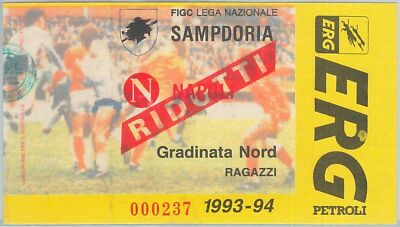 FIGC LEGA NAZIONALE
SAMPDORIA
N NAPOLI
RIDOTTI
Gradinata Nord
RAGAZZI
000237 1993-94
ERG
ERG
PETROLI